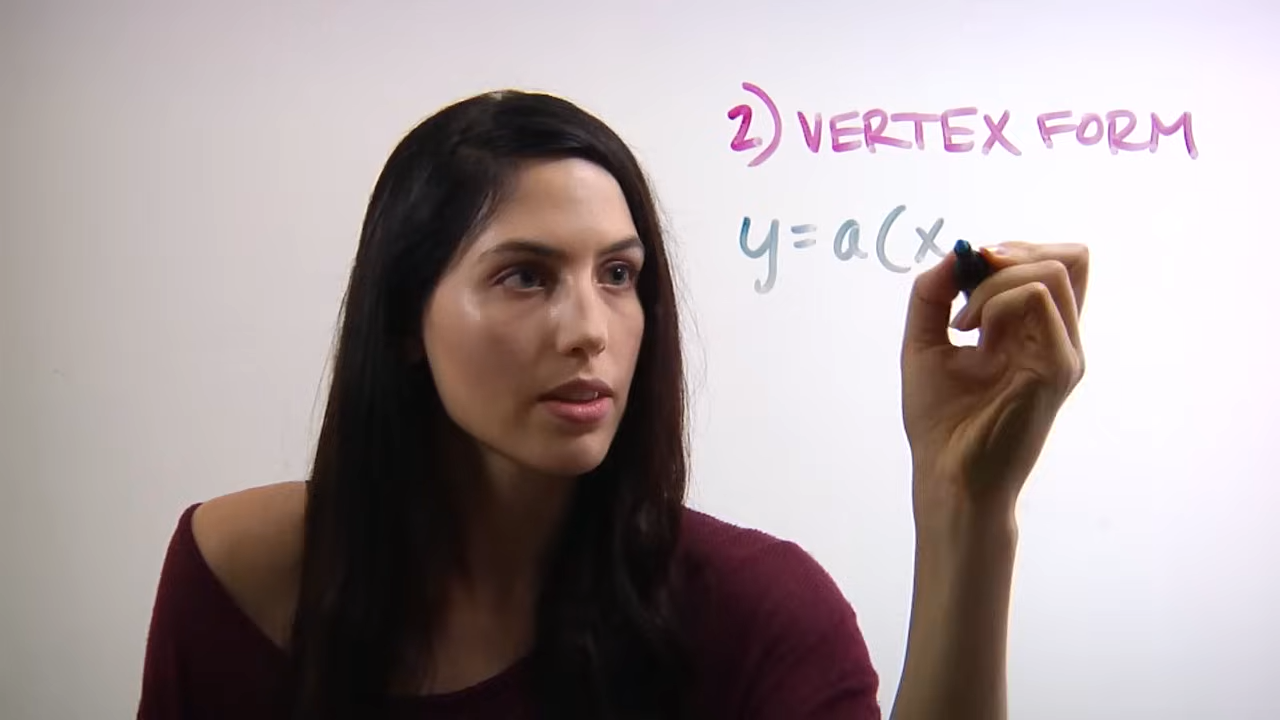 2) VERTEX FORM
y = a (x